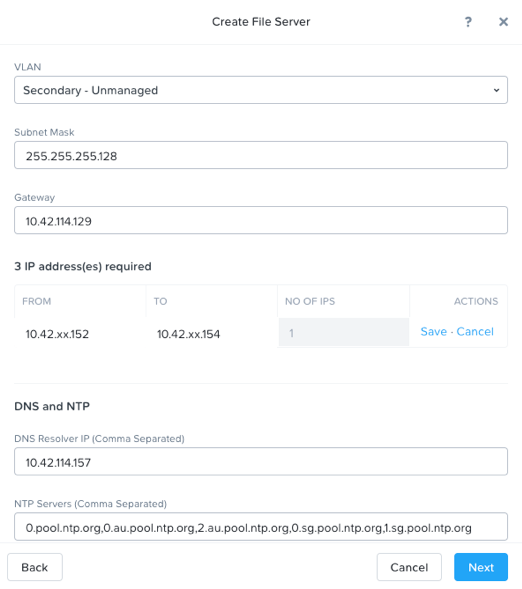 Create File Server
?
VLAN
Secondary - Unmanaged
Subnet Mask
255.255.255.128
Gateway
10.42.114.129
3 IP address(es) required
FROM TO NO OF IPS ACTIONS
10.42.xx.152 10.42.xx.154 1 Save - Cancel
DNS and NTP
DNS Resolver IP (Comma Separated)
10.42.114.157
NTP Servers (Comma Separated)
0.pool.ntp.org,0.au.pool.ntp.org,2.au.pool.ntp.org,0.sg.pool.ntp.org,1.sg.pool.ntp.org
Back Cancel Next